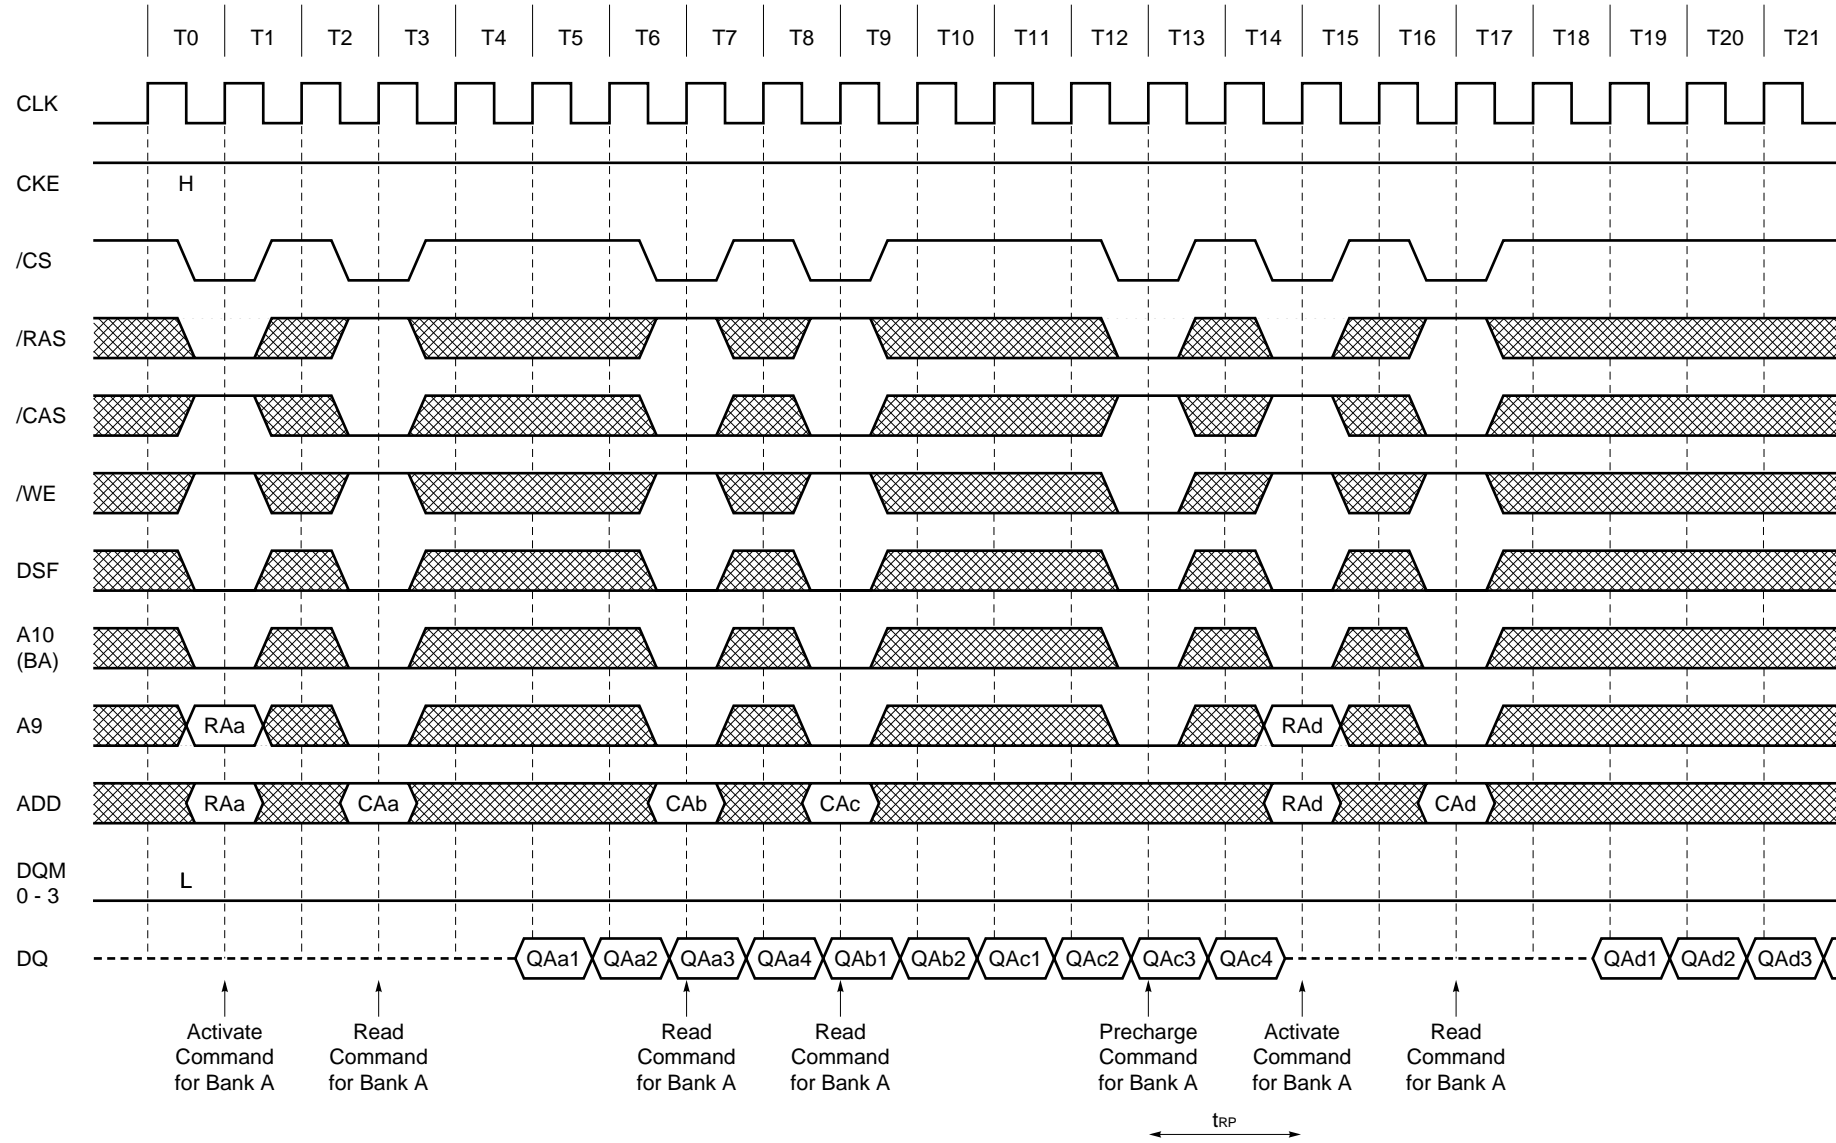 T0 T1 T2 T3 T4 T5 T6 T7 T8 T9 T10 T11 T12 T13 T14 T15 T16 T17 T18 T19 T20 T21
CLK
CKE H
/CS
/RAS
/CAS
/WE
DSF
A10
(BA)
A9 RAa RAd
ADD RAa CAa CAb CAc RAd CAd
DQM
0 - 3
L
DQ QAa1 QAa2 QAa3 QAa4 QAb1 QAb2 QAc1 QAc2 QAc3 QAc4 QAd1 QAd2 QAd3
Activate
Command
for Bank A
Read
Command
for Bank A
Read
Command
for Bank A
Read
Command
for Bank A
Precharge
Command
for Bank A
Activate
Command
for Bank A
Read
Command
for Bank A
tRP